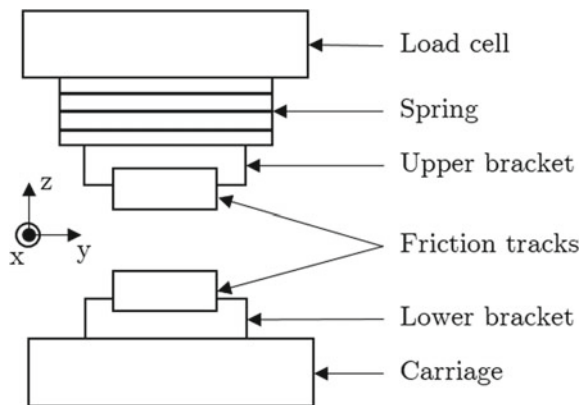 Load cell
Spring
Upper bracket
z
x
y
Friction tracks
Lower bracket
Carriage